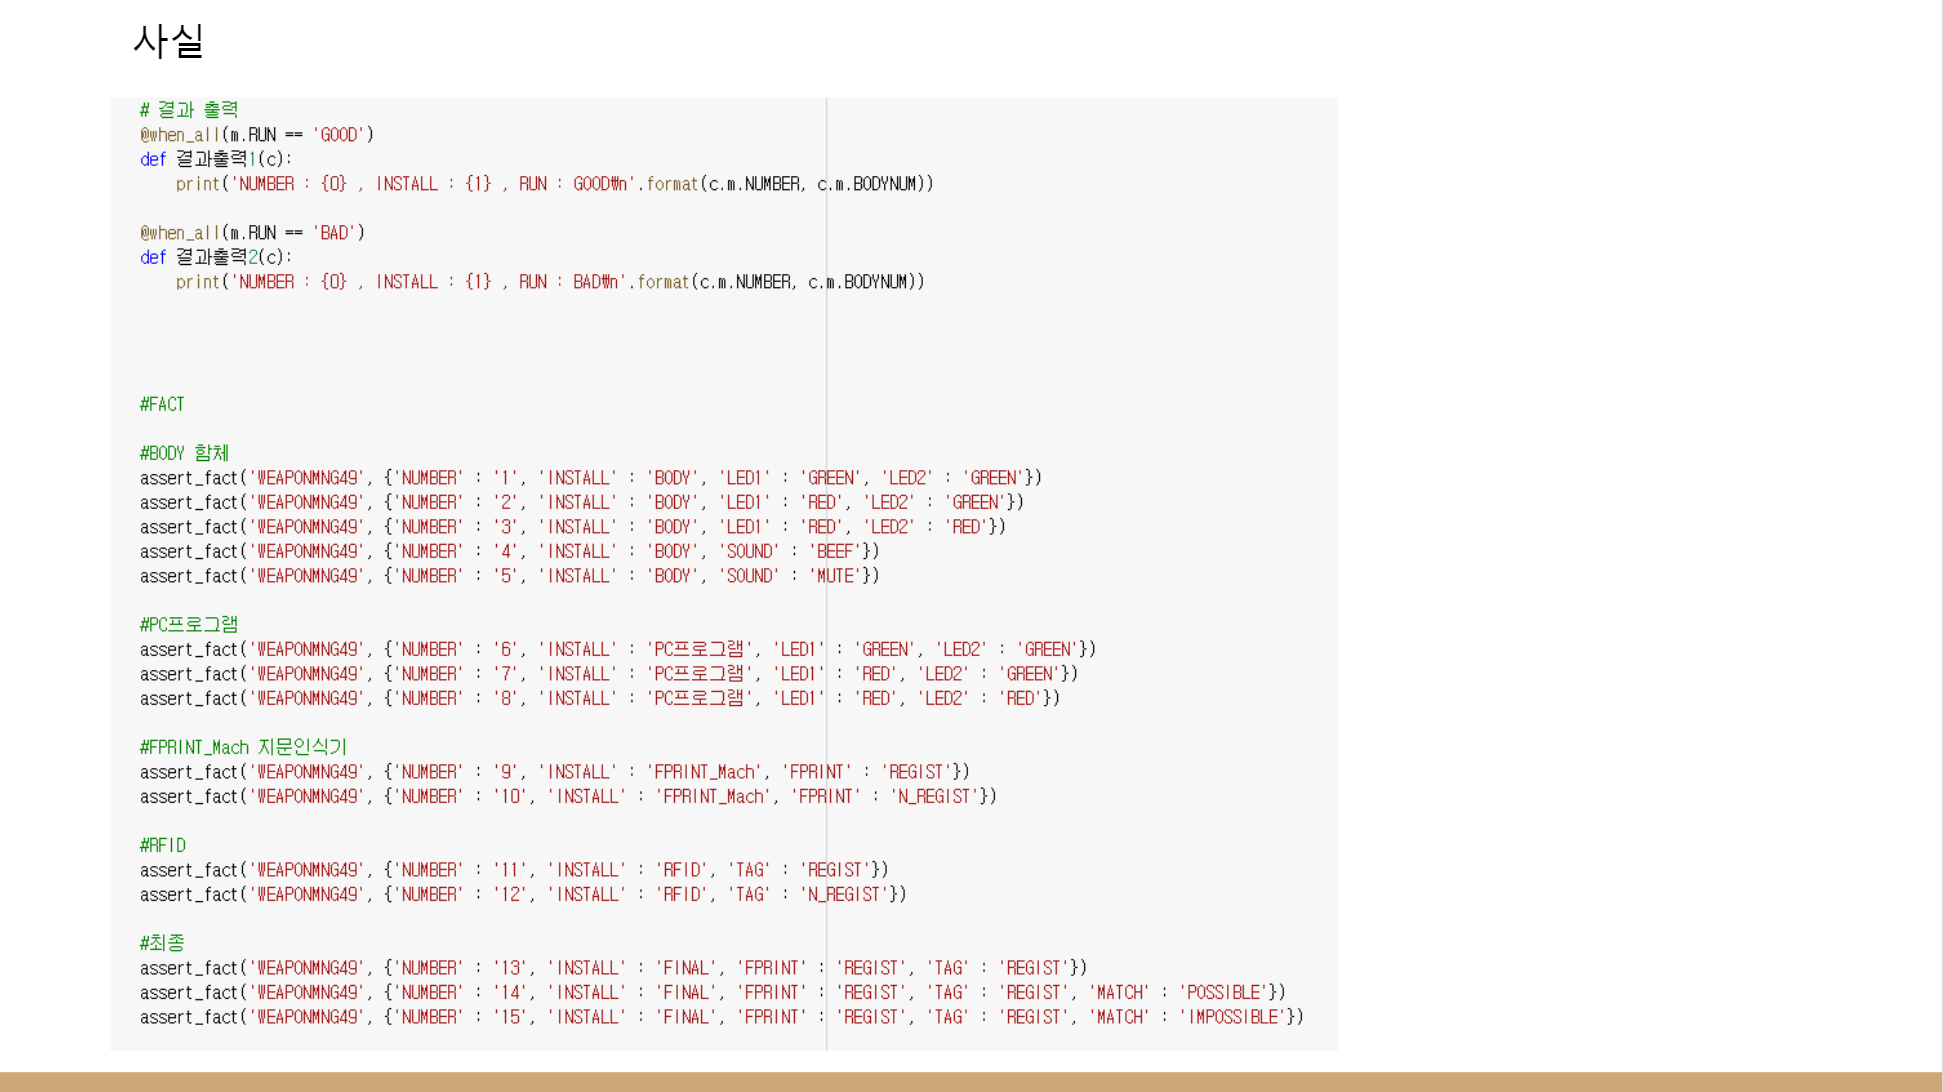 사실
# 결과 출력
@when_all(m.RUN == 'GOOD')
def 결과출력1(c):
    print('NUMBER : {0} , INSTALL : {1} , RUN : GOOD₩n'.format(c.m.NUMBER, c.m.BODYNUM))
@when_all(m.RUN == 'BAD')
def 결과출력2(c):
    print('NUMBER : {0} , INSTALL : {1} , RUN : BAD₩n'.format(c.m.NUMBER, c.m.BODYNUM))
#FACT
#BODY 함체
assert_fact('WEAPONMNG49', {'NUMBER' : '1', 'INSTALL' : 'BODY', 'LED1' : 'GREEN', 'LED2' : 'GREEN'})
assert_fact('WEAPONMNG49', {'NUMBER' : '2', 'INSTALL' : 'BODY', 'LED1' : 'RED', 'LED2' : 'GREEN'})
assert_fact('WEAPONMNG49', {'NUMBER' : '3', 'INSTALL' : 'BODY', 'LED1' : 'RED', 'LED2' : 'RED'})
assert_fact('WEAPONMNG49', {'NUMBER' : '4', 'INSTALL' : 'BODY', 'SOUND' : 'BEEF'})
assert_fact('WEAPONMNG49', {'NUMBER' : '5', 'INSTALL' : 'BODY', 'SOUND' : 'MUTE'})
#PC프로그램
assert_fact('WEAPONMNG49', {'NUMBER' : '6', 'INSTALL' : 'PC프로그램', 'LED1' : 'GREEN', 'LED2' : 'GREEN'})
assert_fact('WEAPONMNG49', {'NUMBER' : '7', 'INSTALL' : 'PC프로그램', 'LED1' : 'RED', 'LED2' : 'GREEN'})
assert_fact('WEAPONMNG49', {'NUMBER' : '8', 'INSTALL' : 'PC프로그램', 'LED1' : 'RED', 'LED2' : 'RED'})
#FPRINT_Mach 지문인식기
assert_fact('WEAPONMNG49', {'NUMBER' : '9', 'INSTALL' : 'FPRINT_Mach', 'FPRINT' : 'REGIST'})
assert_fact('WEAPONMNG49', {'NUMBER' : '10', 'INSTALL' : 'FPRINT_Mach', 'FPRINT' : 'N_REGIST'})
#RFID
assert_fact('WEAPONMNG49', {'NUMBER' : '11', 'INSTALL' : 'RFID', 'TAG' : 'REGIST'})
assert_fact('WEAPONMNG49', {'NUMBER' : '12', 'INSTALL' : 'RFID', 'TAG' : 'N_REGIST'})
#최종
assert_fact('WEAPONMNG49', {'NUMBER' : '13', 'INSTALL' : 'FINAL', 'FPRINT' : 'REGIST', 'TAG' : 'REGIST'})
assert_fact('WEAPONMNG49', {'NUMBER' : '14', 'INSTALL' : 'FINAL', 'FPRINT' : 'REGIST', 'TAG' : 'REGIST', 'MATCH' : 'POSSIBLE'})
assert_fact('WEAPONMNG49', {'NUMBER' : '15', 'INSTALL' : 'FINAL', 'FPRINT' : 'REGIST', 'TAG' : 'REGIST', 'MATCH' : 'IMPOSSIBLE'})